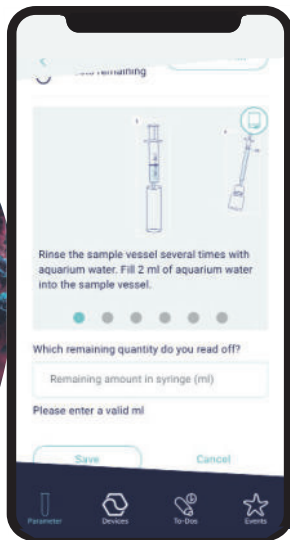 remaining
Rinse the sample vessel several times with
aquarium water. Fill 2 ml of aquarium water
into the sample vessel.
Which remaining quantity do you read off?
Remaining amount in syringe (ml)
Please enter a valid ml
Save
Cancel
Parameter
Devices
To-Dos
Events